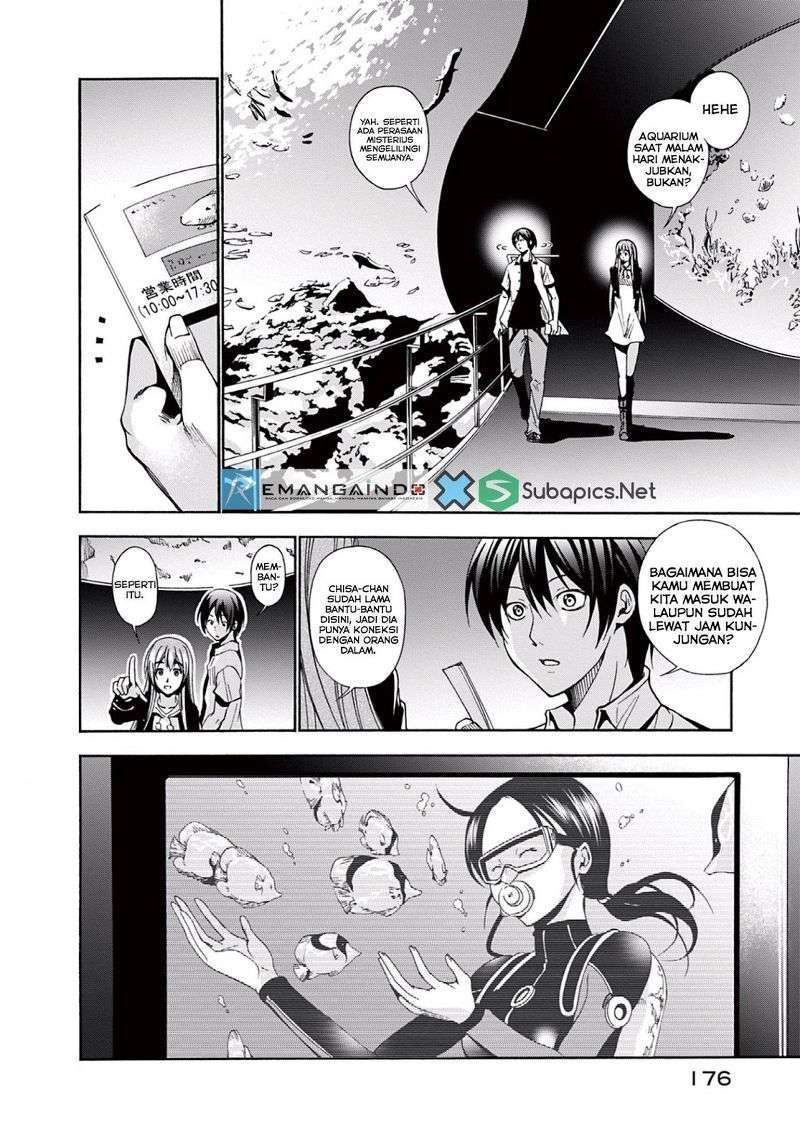 HEHE
AQUARIUM
SAAT MALAM
HARI MENAK-
JUBKAN,
BUKAN?
YAH. SEPERTI
ADA PERASAAN
MISTERIUS
MENGELILINGI
SEMUANYA.
営業時間
(10:00~17:30
EMANGAINDO
Subapics.Net
BAGAIMANA BISA
KAMU MEMBUAT
KITA MASUK WA-
LAUPUN SUDAH
LEWAT JAM KUN-
JUNGAN?
CHISA-CHAN
SUDAH LAMA
BANTU-BANTU
DISINI, JADI DIA
PUNYA KONEKSI
DENGAN ORANG
DALAM.
MEM-
BAN-
TU?
SEPERTI
ITU.
176